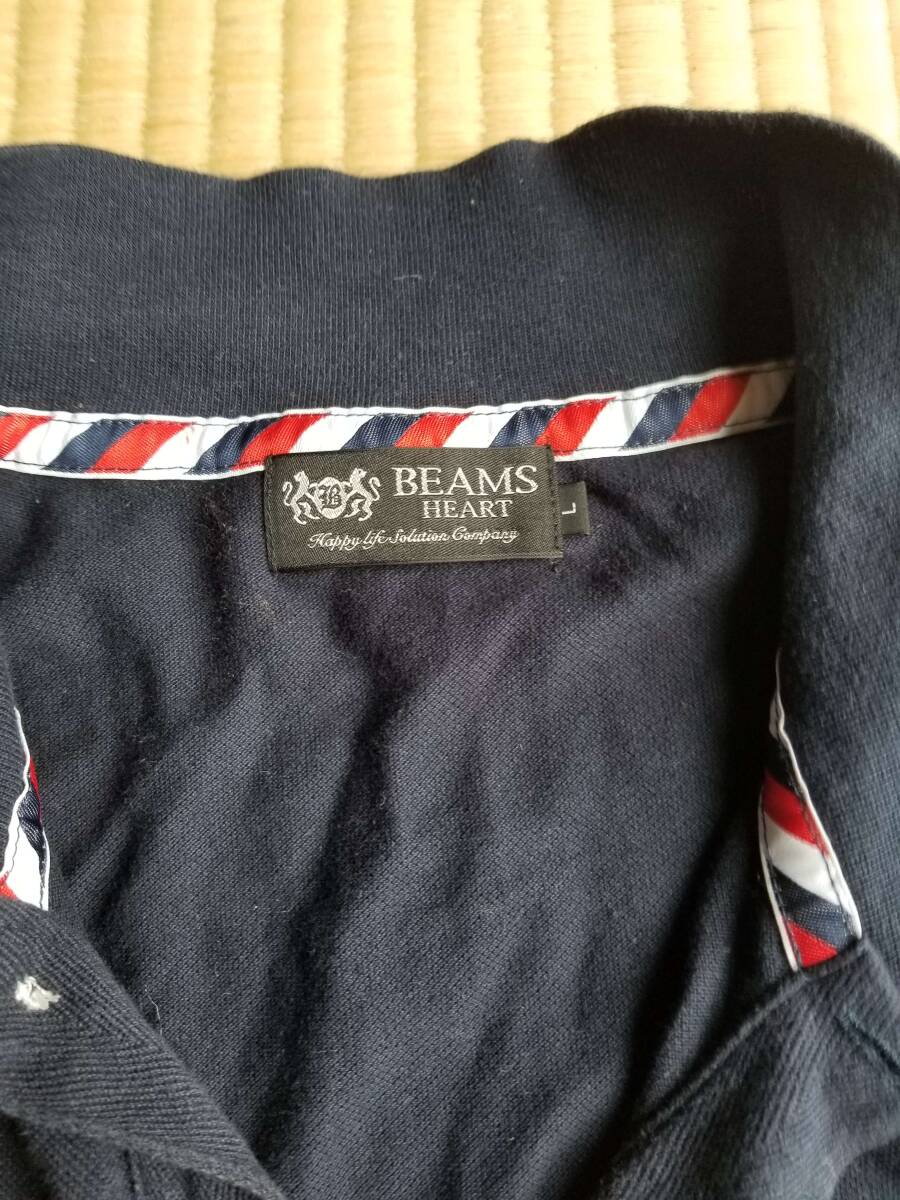 B
BEAMS
HEART
Happy life Solution Company
L